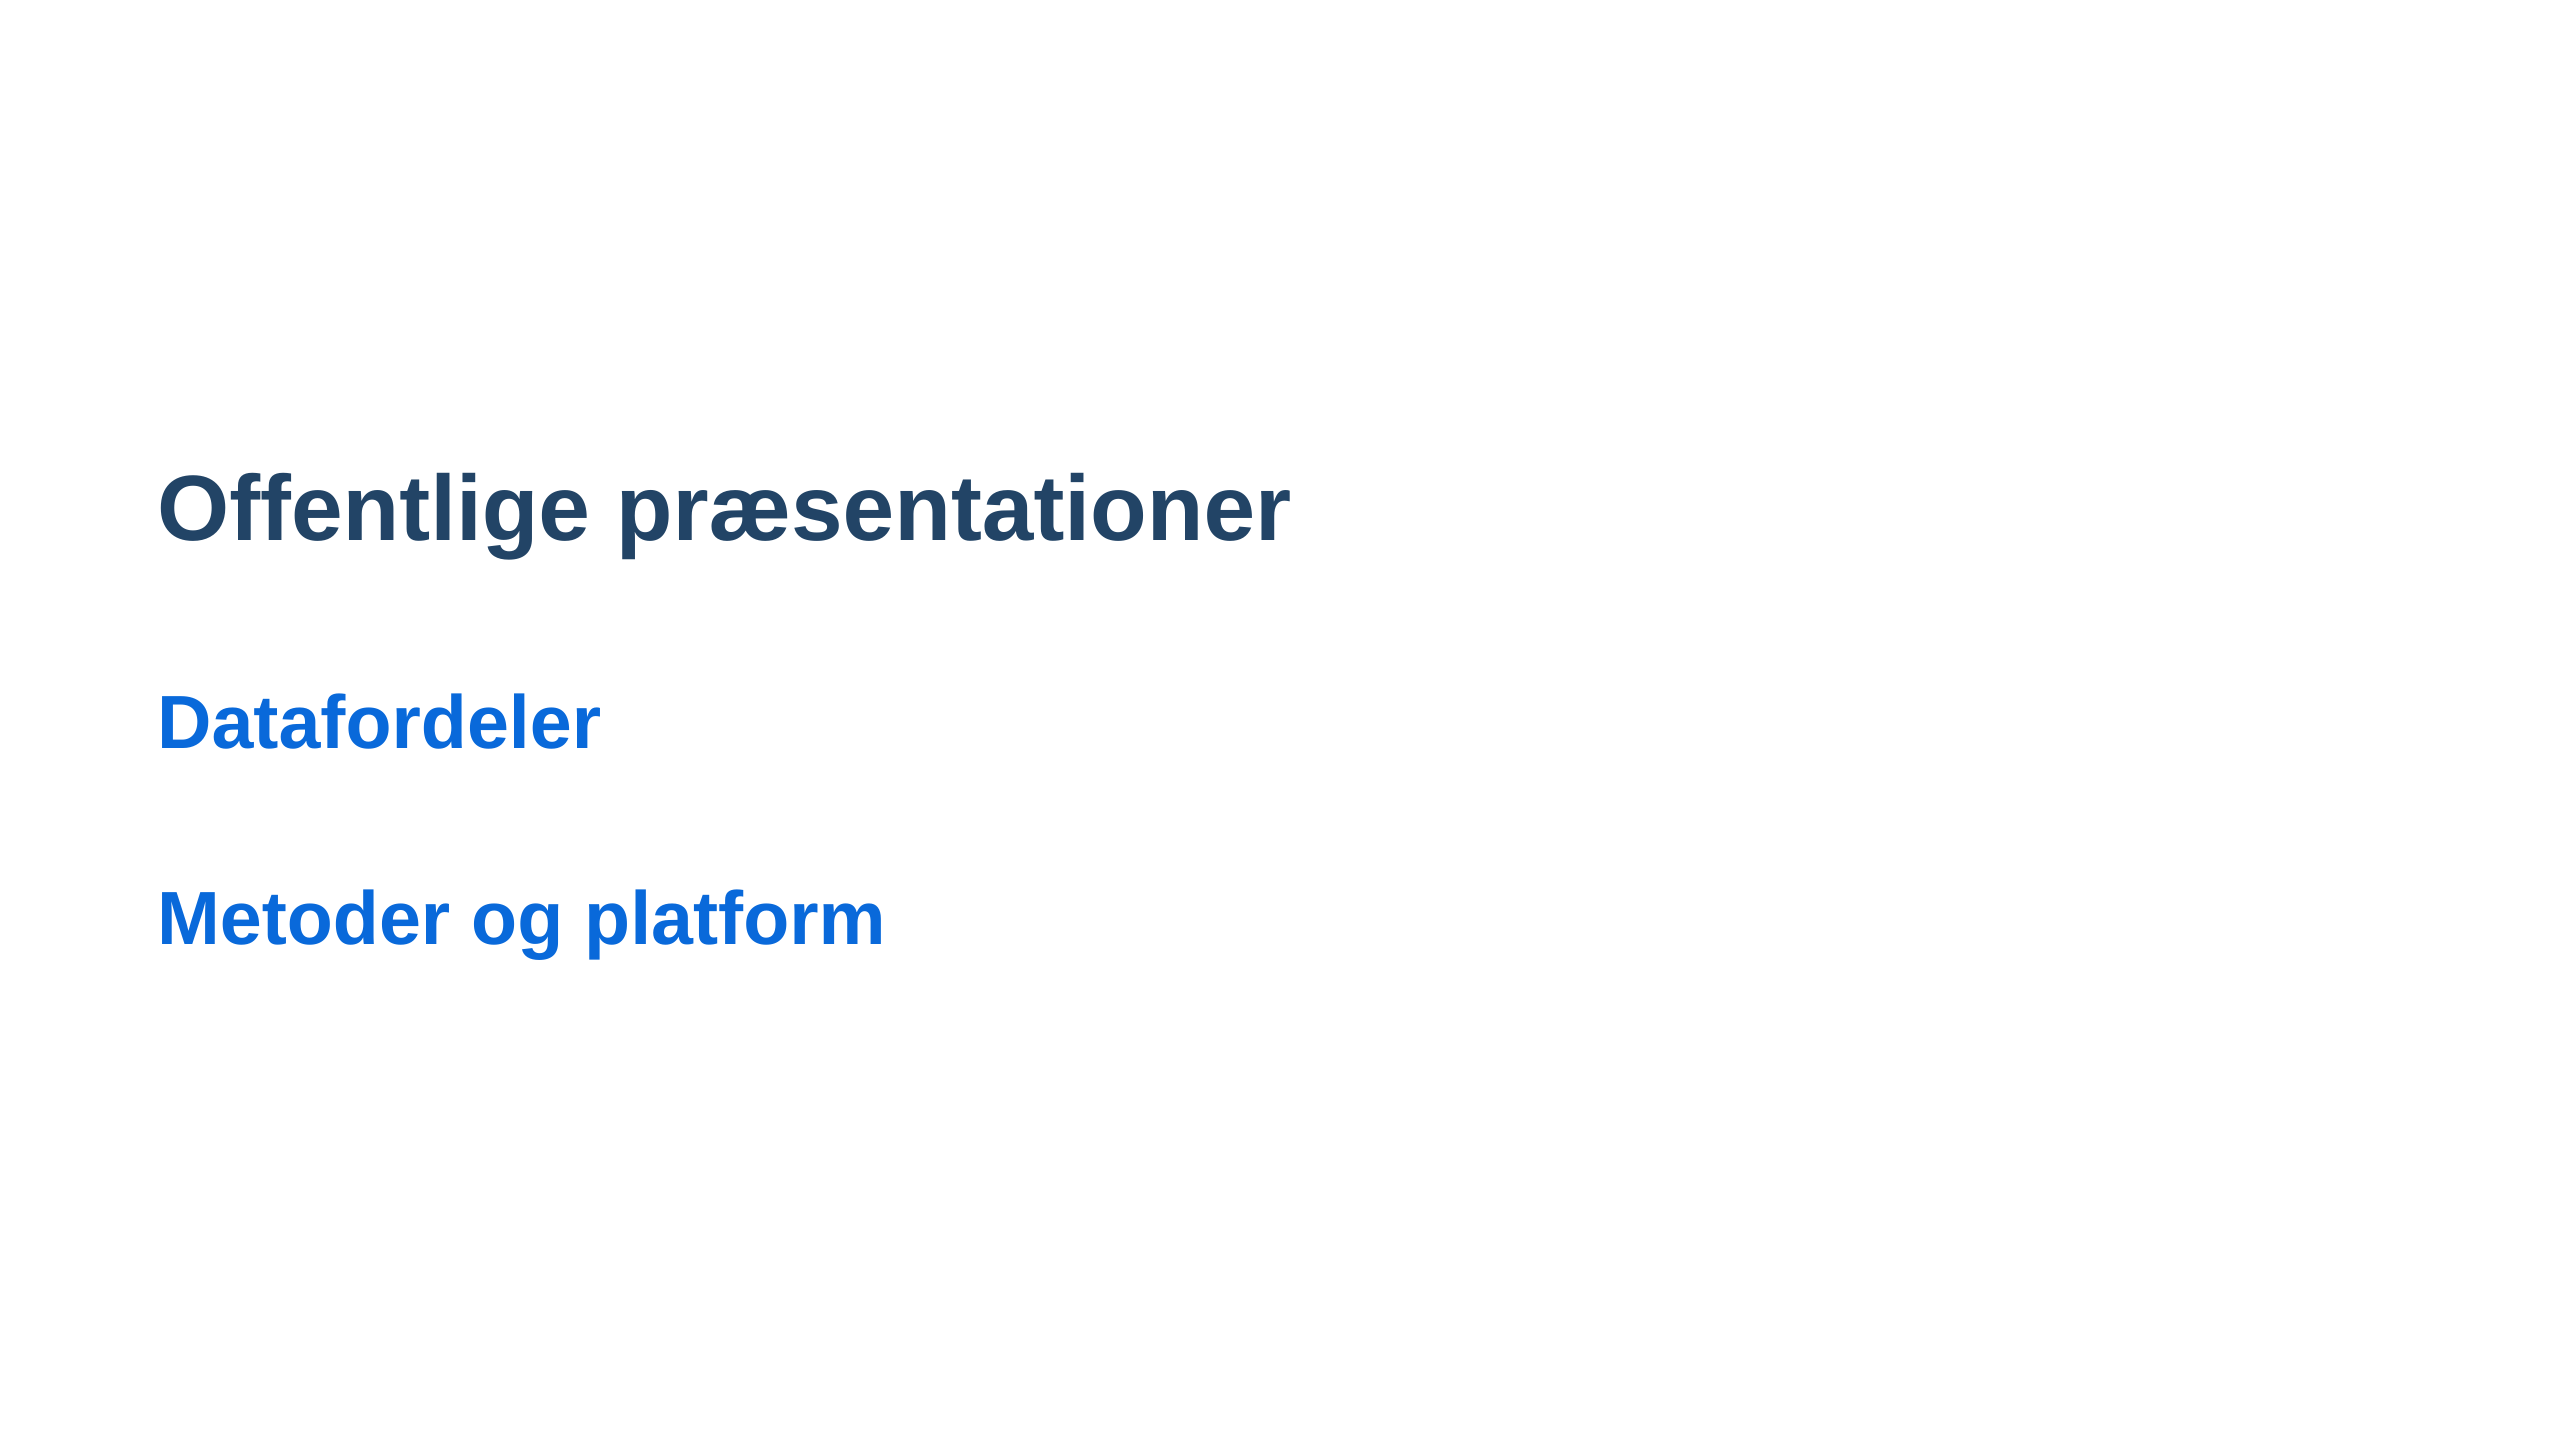 Offentlige præsentationer
Datafordeler
Metoder og platform